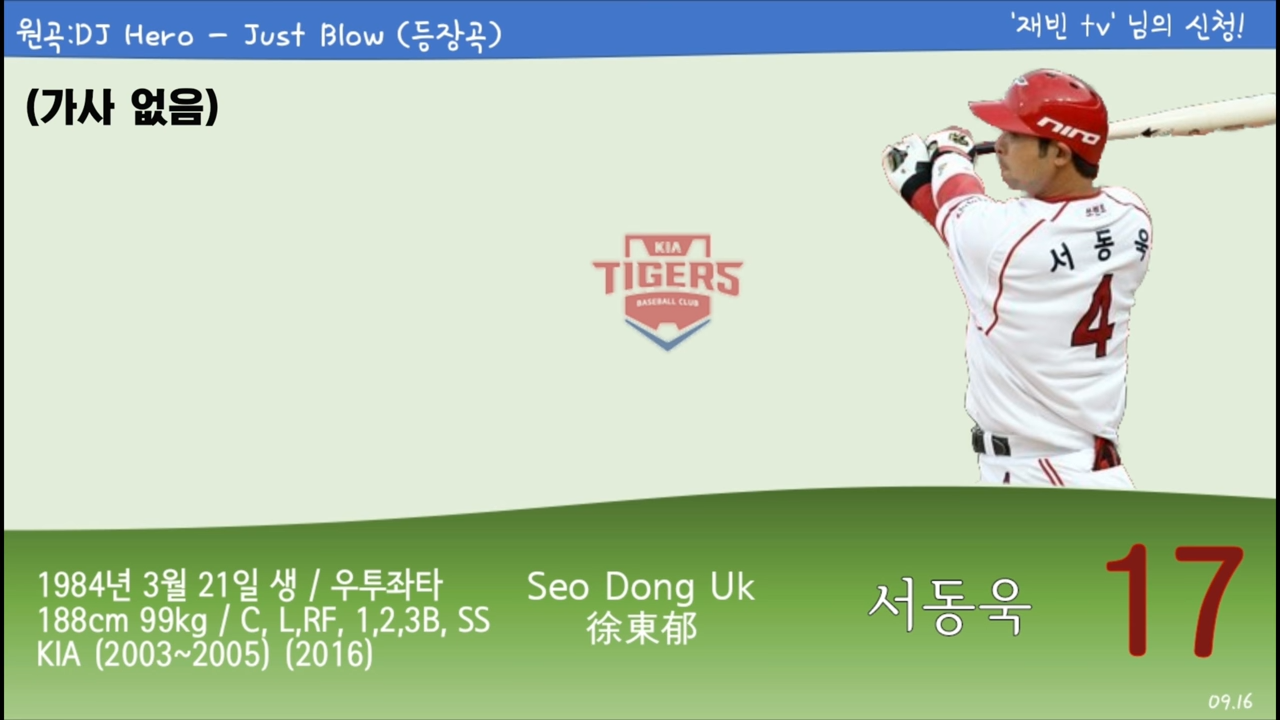 원곡:DJ Hero - Just Blow (등장곡)
'재빈 tv' 님의 신청!
(가사 없음)
niro
쏘렌토
서동욱
4
KIA
TIGERS
BASEBALL CLUB
1984년 3월 21일 생 / 우투좌타
188cm 99kg / C, L,RF, 1,2,3B, SS
KIA (2003~2005) (2016)
Seo Dong Uk
徐東郁
서동욱
17
09.16